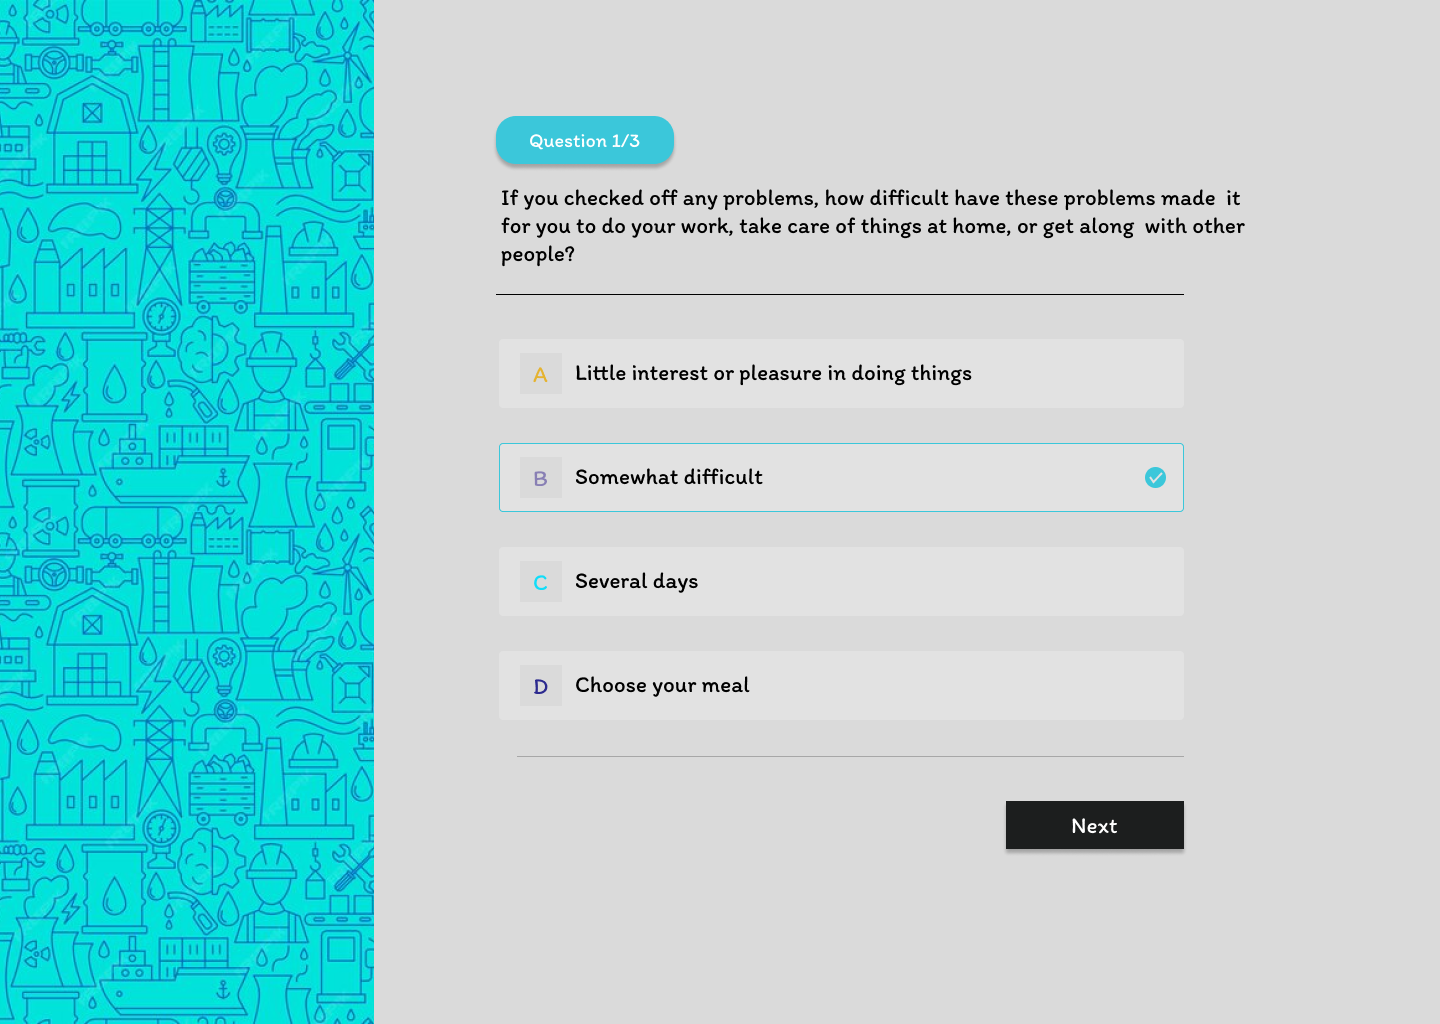 Question 1/3
If you checked off any problems, how difficult have these problems made  it
for you to do your work, take care of things at home, or get along  with other
people?
A Little interest or pleasure in doing things
B Somewhat difficult
C Several days
D Choose your meal
Next